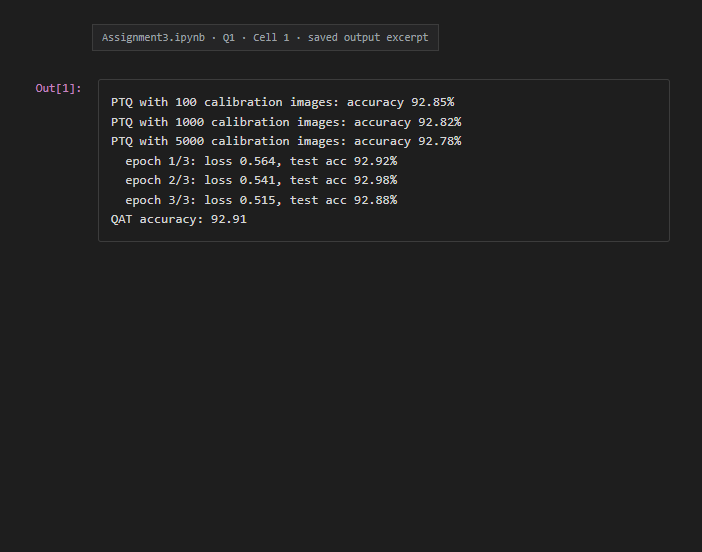 Assignment3.ipynb · Q1 · Cell 1 · saved output excerpt
Out[1]:
PTQ with 100 calibration images: accuracy 92.85%
PTQ with 1000 calibration images: accuracy 92.82%
PTQ with 5000 calibration images: accuracy 92.78%
epoch 1/3: loss 0.564, test acc 92.92%
epoch 2/3: loss 0.541, test acc 92.98%
epoch 3/3: loss 0.515, test acc 92.88%
QAT accuracy: 92.91